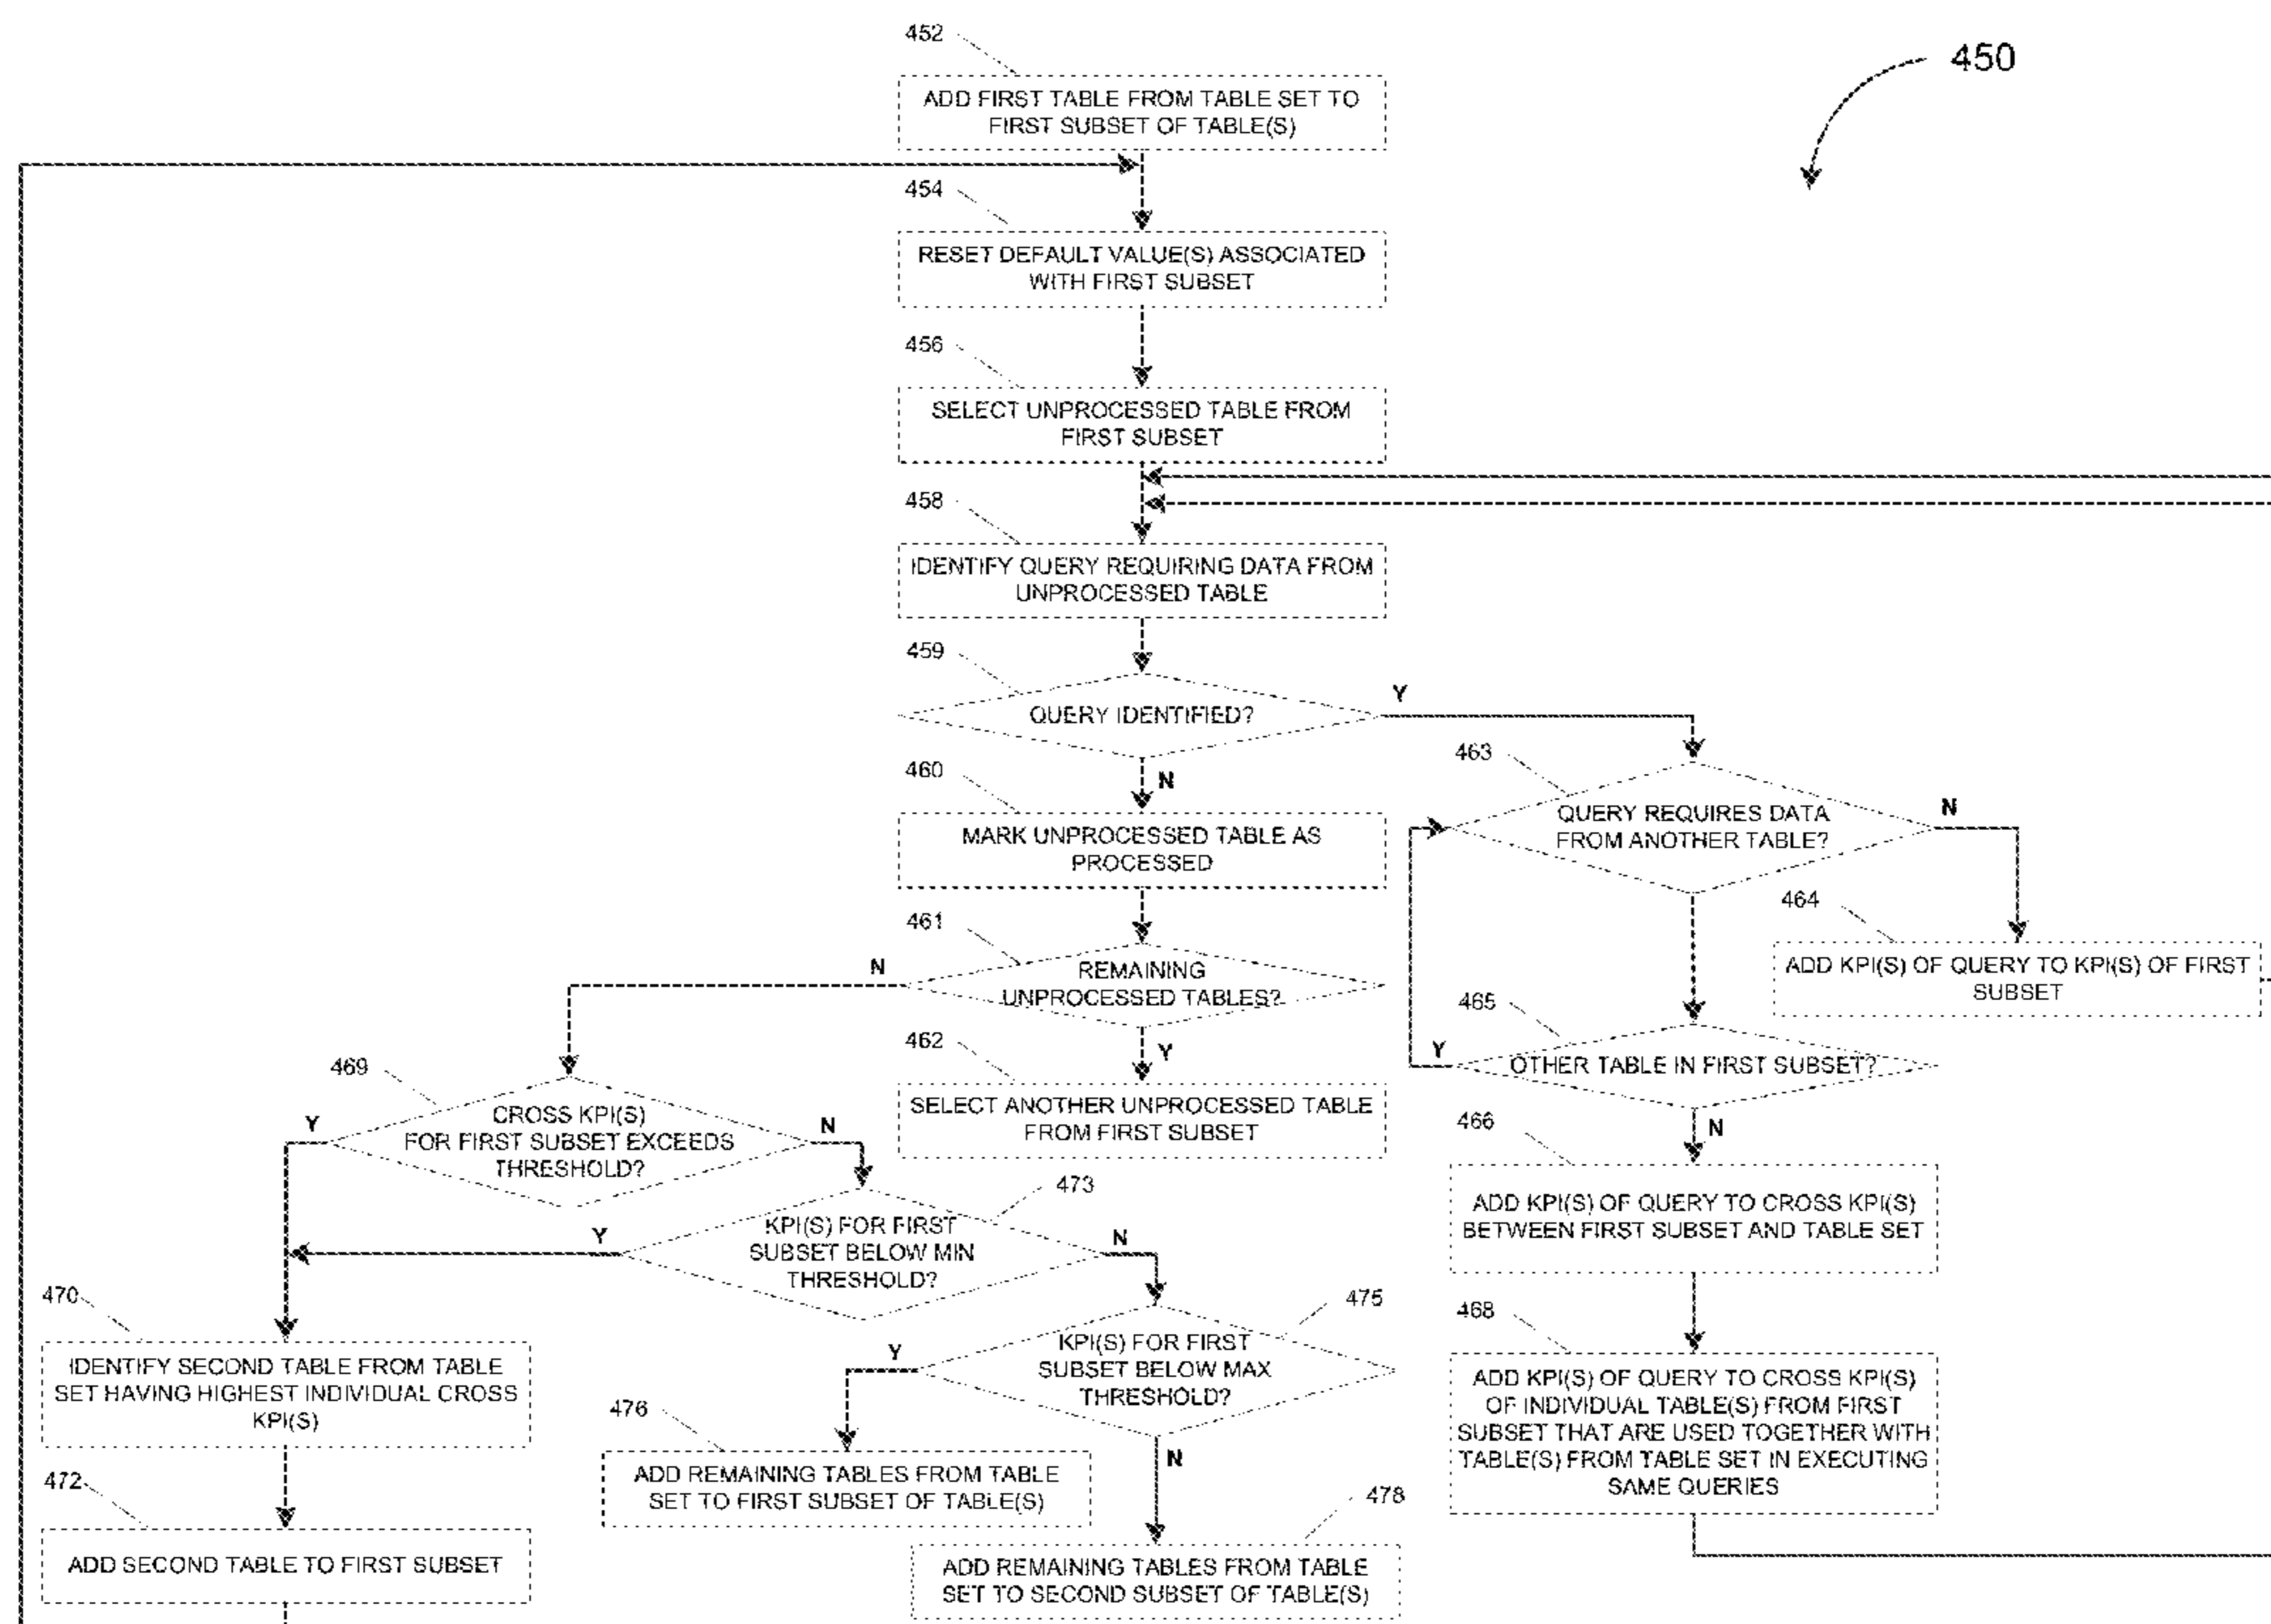 452
450
ADD FIRST TABLE FROM TABLE SET TO
FIRST SUBSET OF TABLE(S)
454
RESET DEFAULT VALUE(S) ASSOCIATED
WITH FIRST SUBSET
456
SELECT UNPROCESSED TABLE FROM
FIRST SUBSET
458
IDENTIFY QUERY REQUIRING DATA FROM
UNPROCESSED TABLE
459
QUERY IDENTIFIED?
Y
N
460
MARK UNPROCESSED TABLE AS
PROCESSED
463
QUERY REQUIRES DATA
FROM ANOTHER TABLE?
N
464
ADD KPI(S) OF QUERY TO KPI(S) OF FIRST
SUBSET
461
REMAINING
UNPROCESSED TABLES?
N
Y
462
SELECT ANOTHER UNPROCESSED TABLE
FROM FIRST SUBSET
465
OTHER TABLE IN FIRST SUBSET?
Y
N
466
ADD KPI(S) OF QUERY TO CROSS KPI(S)
BETWEEN FIRST SUBSET AND TABLE SET
468
ADD KPI(S) OF QUERY TO CROSS KPI(S)
OF INDIVIDUAL TABLE(S) FROM FIRST
SUBSET THAT ARE USED TOGETHER WITH
TABLE(S) FROM TABLE SET IN EXECUTING
SAME QUERIES
469
CROSS KPI(S)
FOR FIRST SUBSET EXCEEDS
THRESHOLD?
Y
N
473
KPI(S) FOR FIRST
SUBSET BELOW MIN
THRESHOLD?
Y
N
470
IDENTIFY SECOND TABLE FROM TABLE
SET HAVING HIGHEST INDIVIDUAL CROSS
KPI(S)
472
ADD SECOND TABLE TO FIRST SUBSET
475
KPI(S) FOR FIRST
SUBSET BELOW MAX
THRESHOLD?
Y
N
476
ADD REMAINING TABLES FROM TABLE
SET TO FIRST SUBSET OF TABLE(S)
478
ADD REMAINING TABLES FROM TABLE
SET TO SECOND SUBSET OF TABLE(S)